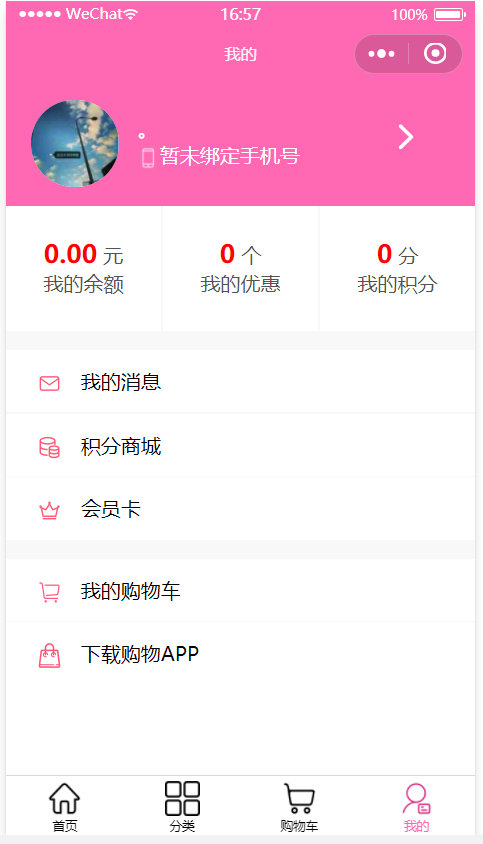 WeChat
16:57
100%
我的
。
暂未绑定手机号
0.00 元
我的余额
0 个
我的优惠
0 分
我的积分
我的消息
积分商城
会员卡
我的购物车
下载购物APP
首页
分类
购物车
我的